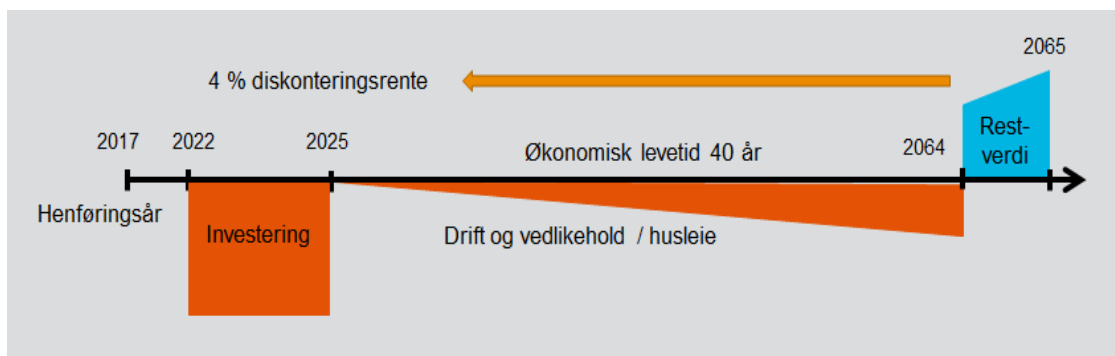 2065
4 % diskonteringsrente
2017
2022
2025
Økonomisk levetid 40 år
2064
Rest-
verdi
Henføringsår
Investering
Drift og vedlikehold / husleie